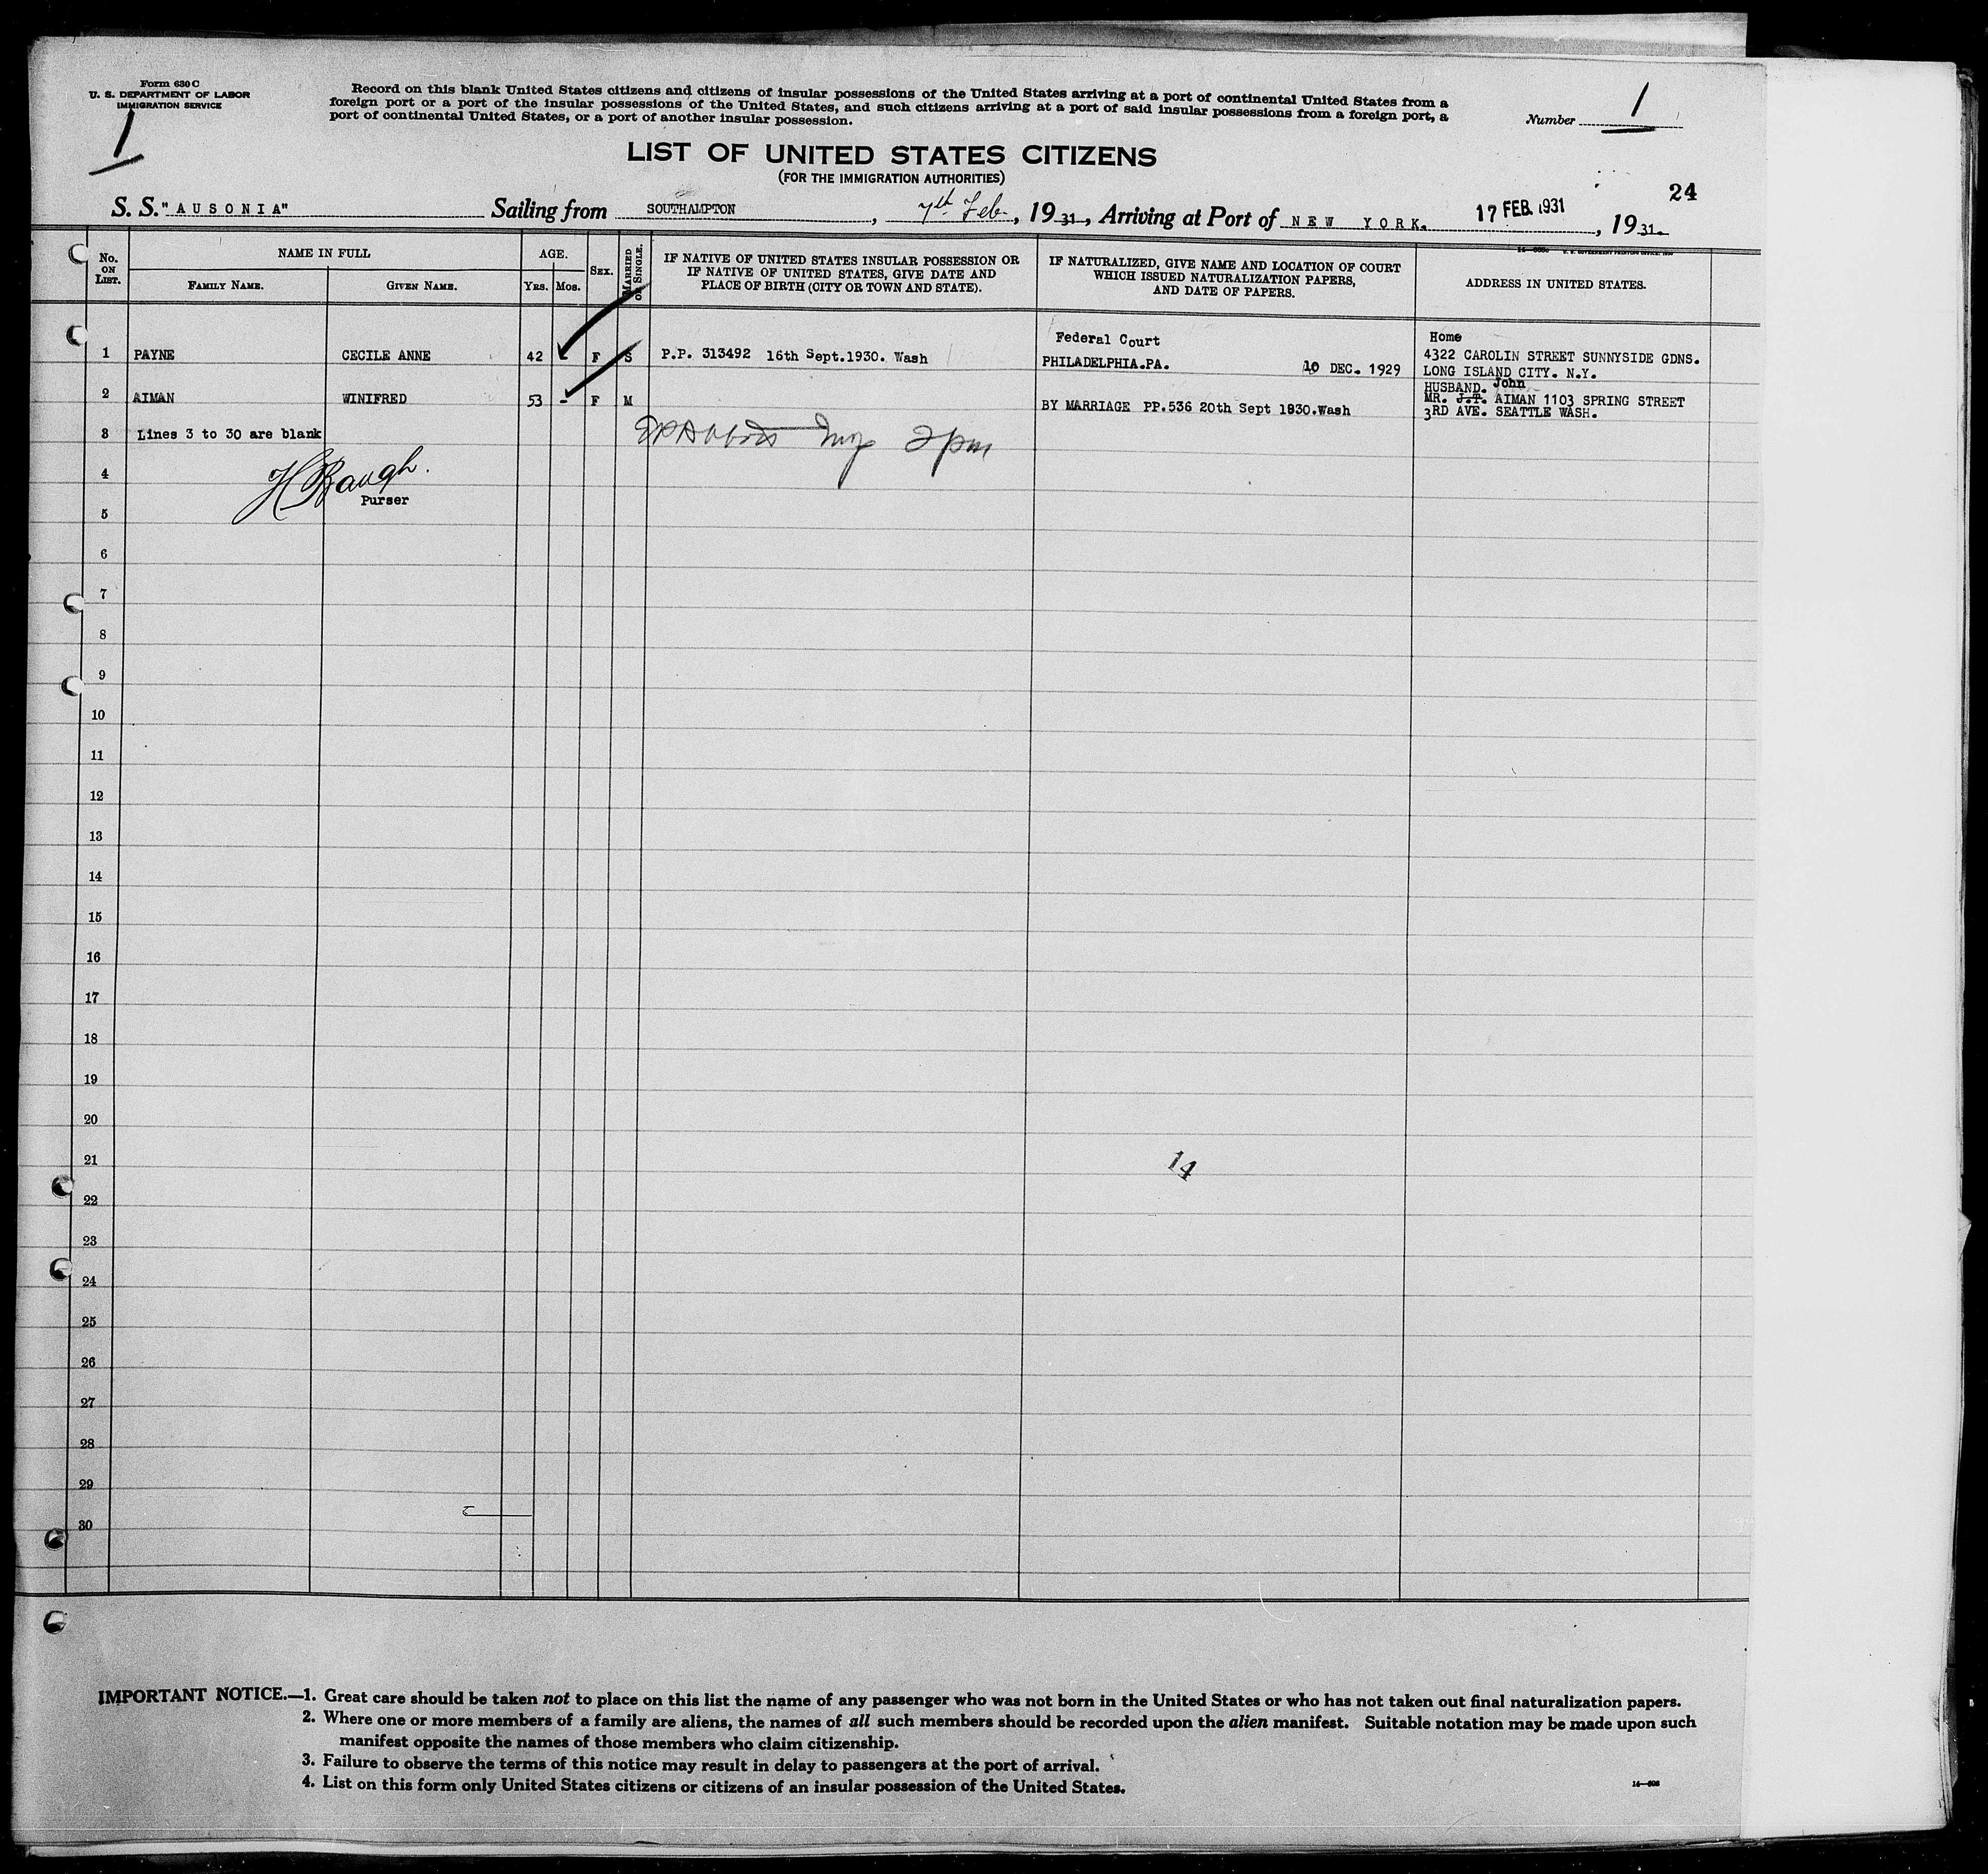 Form 630 C
U. S. DEPARTMENT OF LABOR
IMMIGRATION SERVICE
1
Record on this blank United States citizens and citizens of insular possessions of the United States arriving at a port of continental United States from a
foreign port or a port of the insular possessions of the United States, and such citizens arriving at a port of said insular possessions from a foreign port, a
port of continental United States, or a port of another insular possession.
Number 1
LIST OF UNITED STATES CITIZENS
(FOR THE IMMIGRATION AUTHORITIES)
24
S. S. "AUSONIA" Sailing from SOUTHAMPTON, 7th Feb., 1931, Arriving at Port of NEW YORK. 17 FEB. 1931, 1931.
No. ON LIST.
NAME IN FULL
FAMILY NAME.
GIVEN NAME.
AGE.
YRS.
MOS.
SEX.
MARRIED OR SINGLE.
IF NATIVE OF UNITED STATES INSULAR POSSESSION OR
IF NATIVE OF UNITED STATES, GIVE DATE AND
PLACE OF BIRTH (CITY OR TOWN AND STATE).
IF NATURALIZED, GIVE NAME AND LOCATION OF COURT
WHICH ISSUED NATURALIZATION PAPERS,
AND DATE OF PAPERS.
ADDRESS IN UNITED STATES.
1 PAYNE CECILE ANNE 42 - F S P.P. 313492 16th Sept.1930. Wash
Federal Court
PHILADELPHIA.PA. 10 DEC. 1929
Home
4322 CAROLIN STREET SUNNYSIDE GDNS.
LONG ISLAND CITY. N.Y.
2 AIMAN WINIFRED 53 - F M BY MARRIAGE PP.536 20th Sept 1930.Wash
HUSBAND. John
MR. J.T. AIMAN 1103 SPRING STREET
3RD AVE. SEATTLE WASH.
3 Lines 3 to 30 are blank
2pm
4
H Baugh.
Purser
5
6
7
8
9
10
11
12
13
14
15
16
17
18
19
20
21
14
22
23
24
25
26
27
28
29
30
IMPORTANT NOTICE.—1. Great care should be taken not to place on this list the name of any passenger who was not born in the United States or who has not taken out final naturalization papers.
2. Where one or more members of a family are aliens, the names of all such members should be recorded upon the alien manifest. Suitable notation may be made upon such
manifest opposite the names of those members who claim citizenship.
3. Failure to observe the terms of this notice may result in delay to passengers at the port of arrival.
4. List on this form only United States citizens or citizens of an insular possession of the United States.